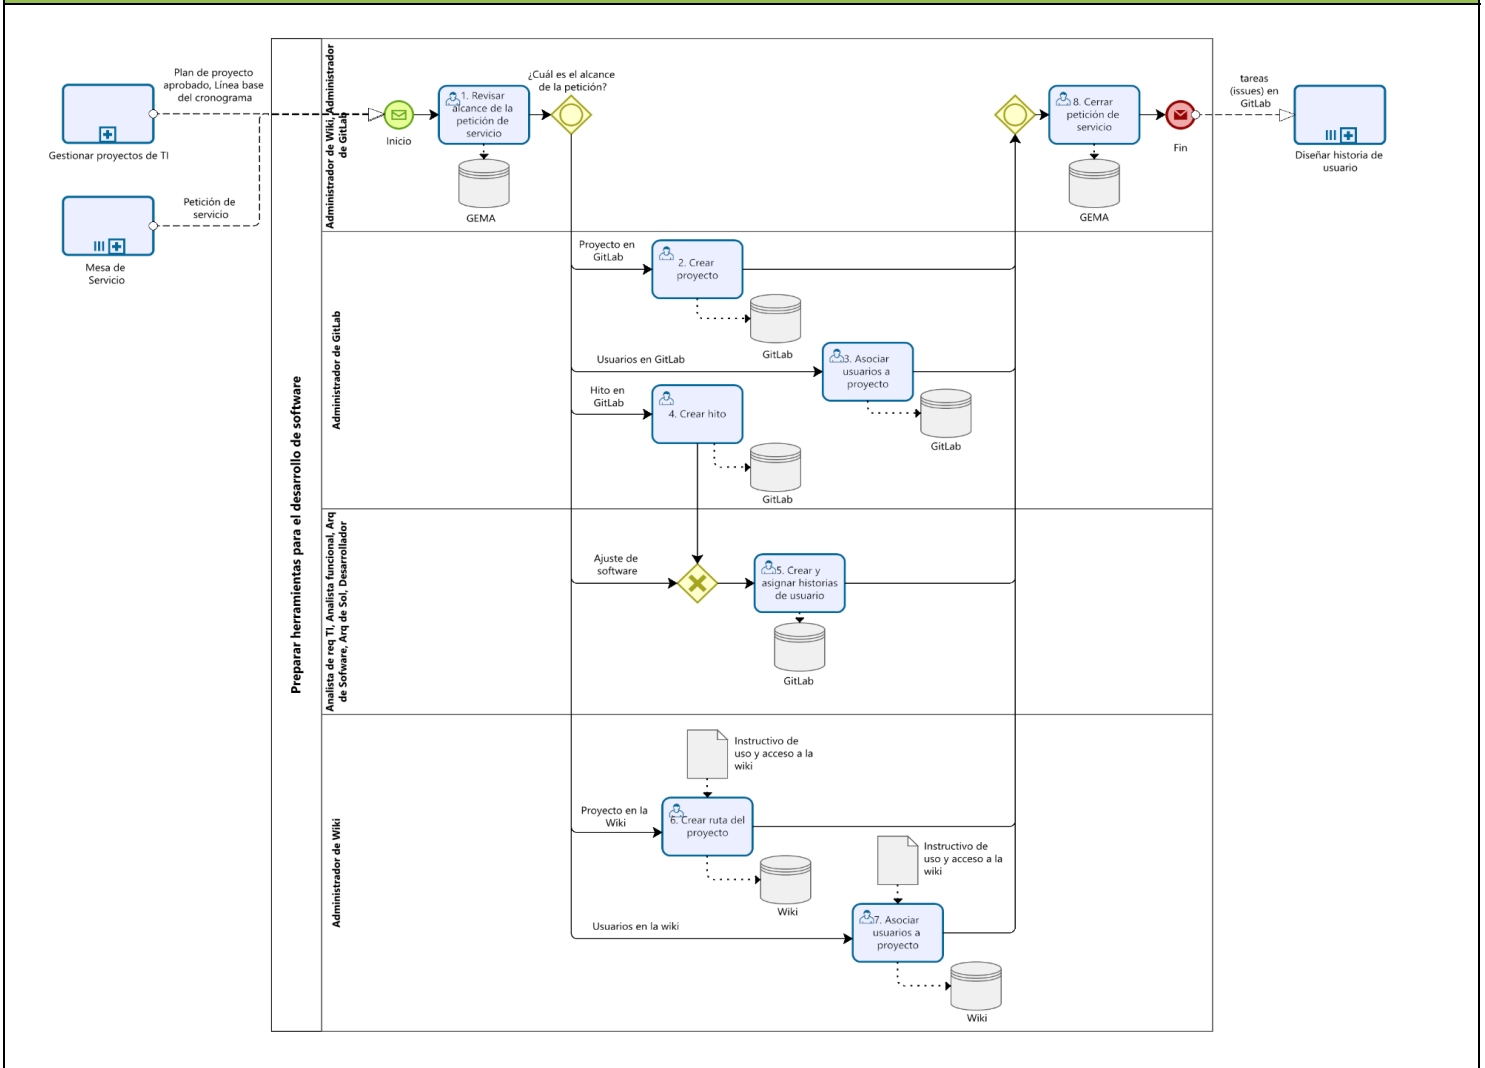 Plan de proyecto
aprobado, Línea base
del cronograma
Gestionar proyectos de TI
Petición de
servicio
Mesa de
Servicio
Preparar herramientas para el desarrollo de software
Administrador de Wiki, Administrador
de GitLab
Inicio
1. Revisar
alcance de la
petición de
servicio
GEMA
¿Cuál es el alcance
de la petición?
8. Cerrar
petición de
servicio
GEMA
Fin
tareas
(issues) en
GitLab
Diseñar historia de
usuario
Administrador de GitLab
Proyecto en
GitLab
2. Crear
proyecto
GitLab
Usuarios en GitLab
3. Asociar
usuarios a
proyecto
GitLab
Hito en
GitLab
4. Crear hito
GitLab
Analista de req TI, Analista funcional, Arq
de Sofware, Arq de Sol, Desarrollador
Ajuste de
software
5. Crear y
asignar historias
de usuario
GitLab
Administrador de Wiki
Instructivo de
uso y acceso a la
wiki
Proyecto en la
Wiki
6. Crear ruta del
proyecto
Wiki
Instructivo de
uso y acceso a la
wiki
Usuarios en la wiki
7. Asociar
usuarios a
proyecto
Wiki